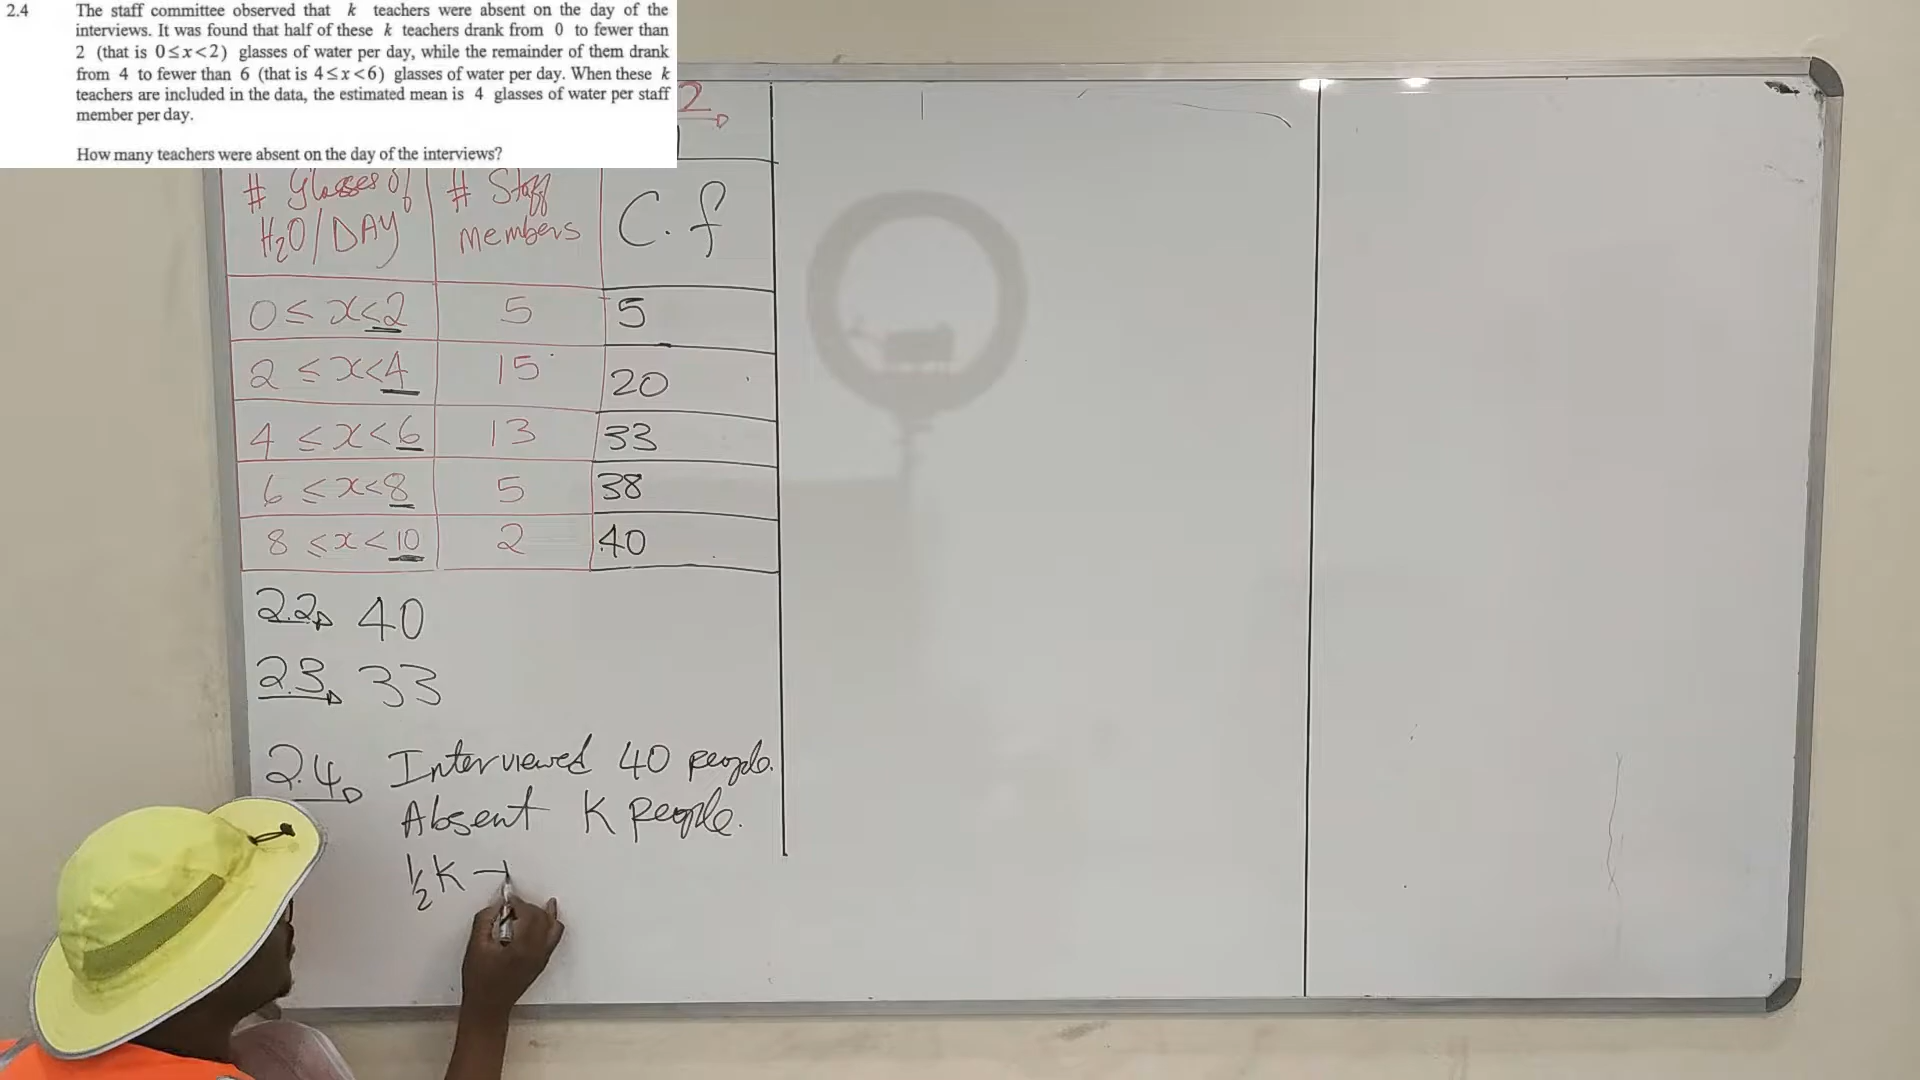 2.4 The staff committee observed that k teachers were absent on the day of the
interviews. It was found that half of these k teachers drank from 0 to fewer than
2 (that is 0≤x<2) glasses of water per day, while the remainder of them drank
from 4 to fewer than 6 (that is 4≤x<6) glasses of water per day. When these k
teachers are included in the data, the estimated mean is 4 glasses of water per staff
member per day.
How many teachers were absent on the day of the interviews?
2
# Glasses of H₂O/DAY # Staff members C.f
0 ≤ x < 2 5 5
2 ≤ x < 4 15 20
4 ≤ x < 6 13 33
6 ≤ x < 8 5 38
8 ≤ x < 10 2 40
2.2 40
2.3 33
2.4 Interviewed 40 people.
Absent K people.
½K